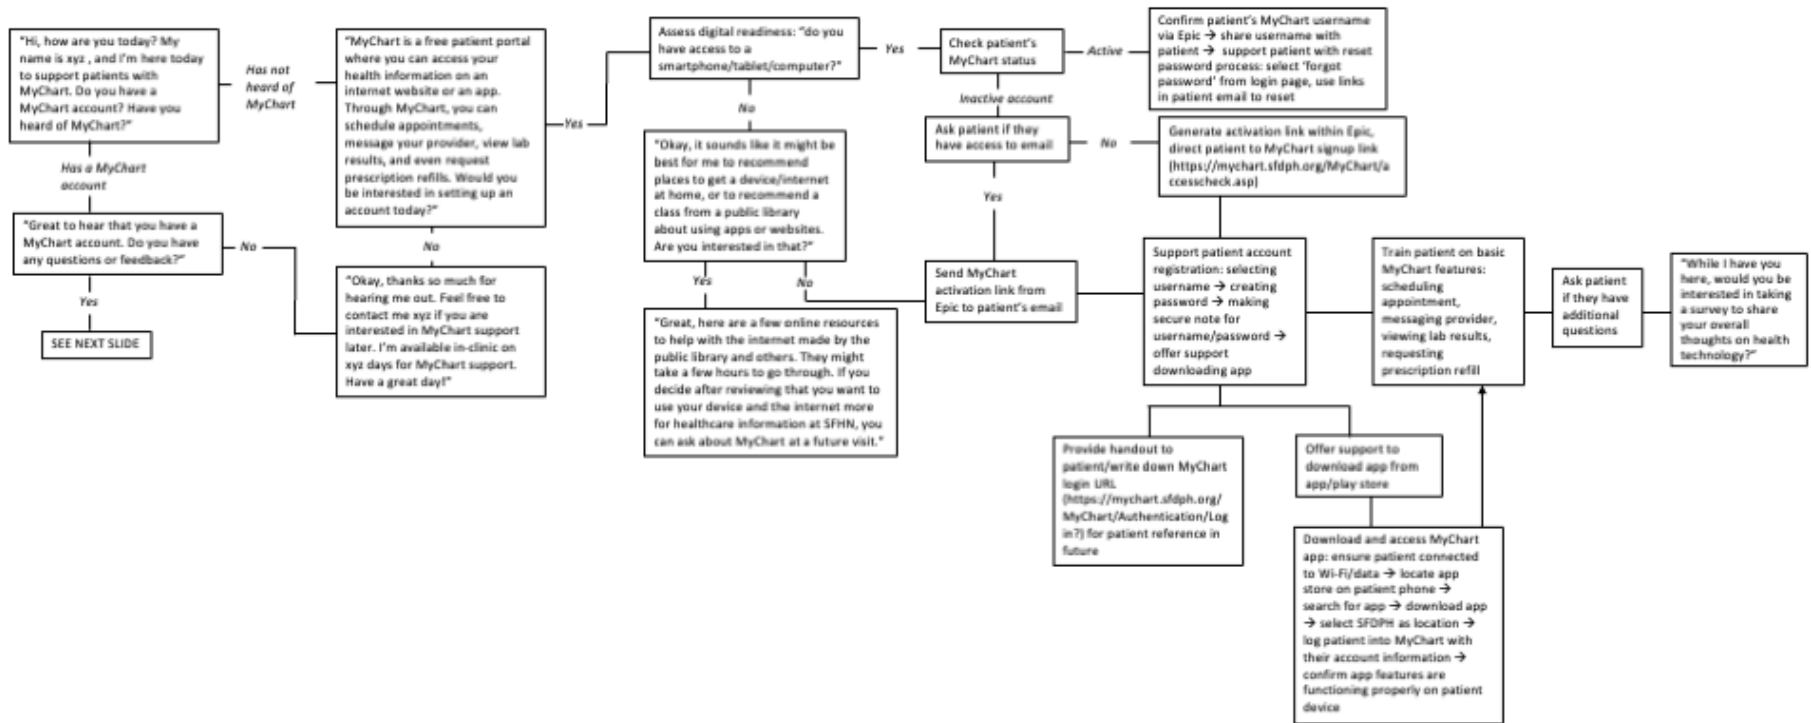 "Hi, how are you today? My
name is xyz , and I'm here today
to support patients with
MyChart. Do you have a
MyChart account? Have you
heard of MyChart?"
Has not
heard of
MyChart
Has a MyChart
account
"Great to hear that you have a
MyChart account. Do you have
any questions or feedback?"
No
Yes
SEE NEXT SLIDE
"MyChart is a free patient portal
where you can access your
health information on an
internet website or an app.
Through MyChart, you can
schedule appointments,
message your provider, view lab
results, and even request
prescription refills. Would you
be interested in setting up an
account today?"
Yes
No
"Okay, thanks so much for
hearing me out. Feel free to
contact me xyz if you are
interested in MyChart support
later. I'm available in-clinic on
xyz days for MyChart support.
Have a great day!"
Assess digital readiness: "do you
have access to a
smartphone/tablet/computer?"
Yes
No
"Okay, it sounds like it might be
best for me to recommend
places to get a device/internet
at home, or to recommend a
class from a public library
about using apps or websites.
Are you interested in that?"
Yes
No
"Great, here are a few online resources
to help with the internet made by the
public library and others. They might
take a few hours to go through. If you
decide after reviewing that you want to
use your device and the internet more
for healthcare information at SFHN, you
can ask about MyChart at a future visit."
Check patient's
MyChart status
Active
Confirm patient's MyChart username
via Epic → share username with
patient → support patient with reset
password process: select 'forgot
password' from login page, use links
in patient email to reset
Inactive account
Ask patient if they
have access to email
No
Generate activation link within Epic,
direct patient to MyChart signup link
(https://mychart.sfdph.org/MyChart/a
ccesscheck.asp)
Yes
Send MyChart
activation link from
Epic to patient's email
Support patient account
registration: selecting
username → creating
password → making
secure note for
username/password →
offer support
downloading app
Train patient on basic
MyChart features:
scheduling
appointment,
messaging provider,
viewing lab results,
requesting
prescription refill
Ask patient
if they have
additional
questions
"While I have you
here, would you be
interested in taking
a survey to share
your overall
thoughts on health
technology?"
Provide handout to
patient/write down MyChart
login URL
(https://mychart.sfdph.org/
MyChart/Authentication/Log
in?) for patient reference in
future
Offer support to
download app from
app/play store
Download and access MyChart
app: ensure patient connected
to Wi-Fi/data → locate app
store on patient phone →
search for app → download app
→ select SFDPH as location →
log patient into MyChart with
their account information →
confirm app features are
functioning properly on patient
device